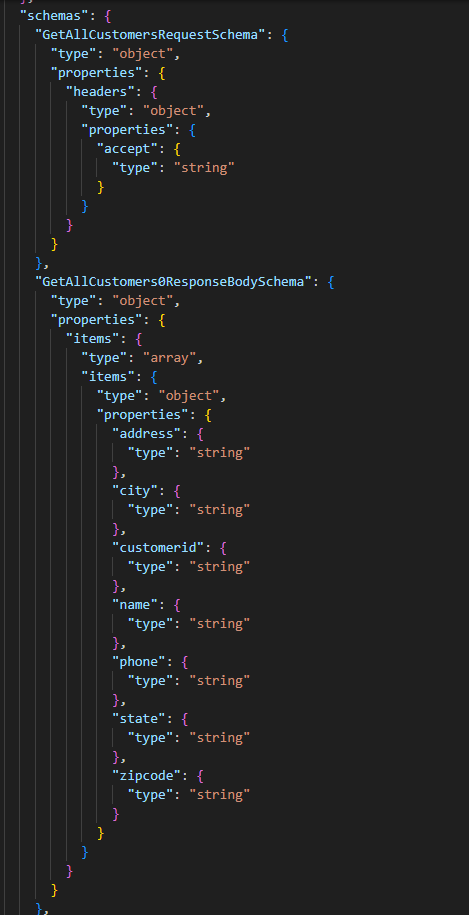 },
"schemas": {
"GetAllCustomersRequestSchema": {
"type": "object",
"properties": {
"headers": {
"type": "object",
"properties": {
"accept": {
"type": "string"
}
}
}
}
},
"GetAllCustomers0ResponseBodySchema": {
"type": "object",
"properties": {
"items": {
"type": "array",
"items": {
"type": "object",
"properties": {
"address": {
"type": "string"
},
"city": {
"type": "string"
},
"customerid": {
"type": "string"
},
"name": {
"type": "string"
},
"phone": {
"type": "string"
},
"state": {
"type": "string"
},
"zipcode": {
"type": "string"
}
}
}
}
}
},